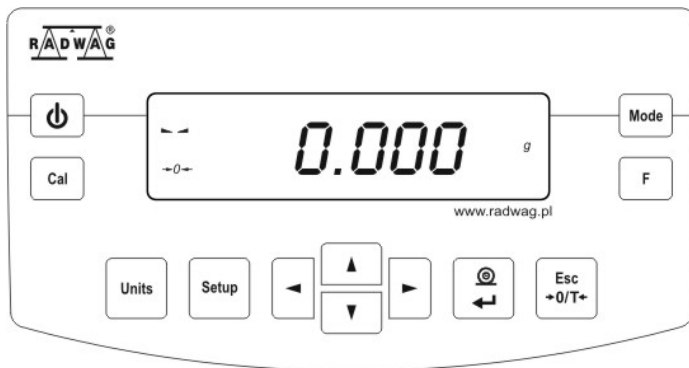 RADWAG®
Mode
0.000 g
→0←
Cal
F
www.radwag.pl
Units
Setup
Esc
→0/T←